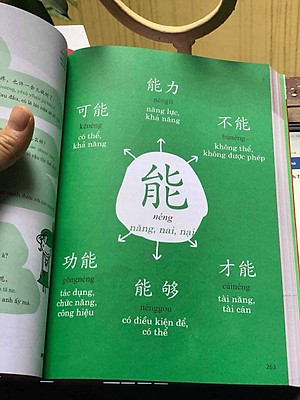 能力
nénglì
năng lực,
khả năng
可能
kěnéng
có thể,
khả năng
不能
bùnéng
không thể,
không được phép
能
néng
năng, nai, nại
功能
gōngnéng
tác dụng,
chức năng,
công hiệu
能够
nénggòu
có điều kiện để,
có thể
才能
cáinéng
tài năng,
tài cán
263